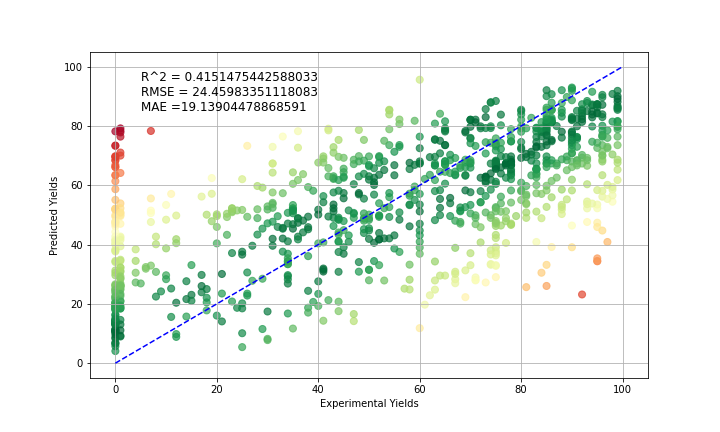 R^2 = 0.4151475442588033
RMSE = 24.45983351118083
MAE =19.13904478868591
100
80
60
40
20
0
Predicted Yields
0 20 40 60 80 100
Experimental Yields